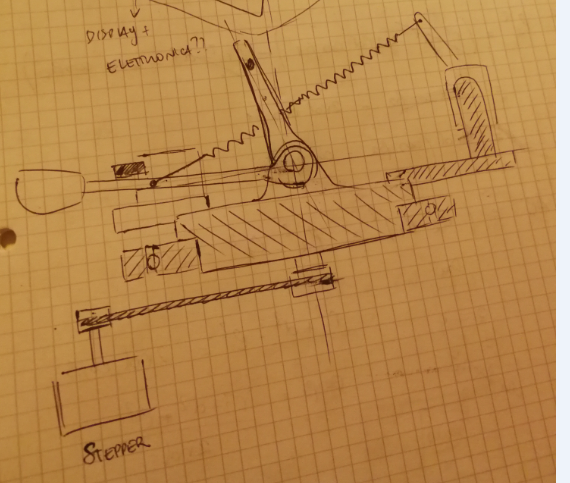 DISPLAY +
ELETTRONICA??
STEPPER